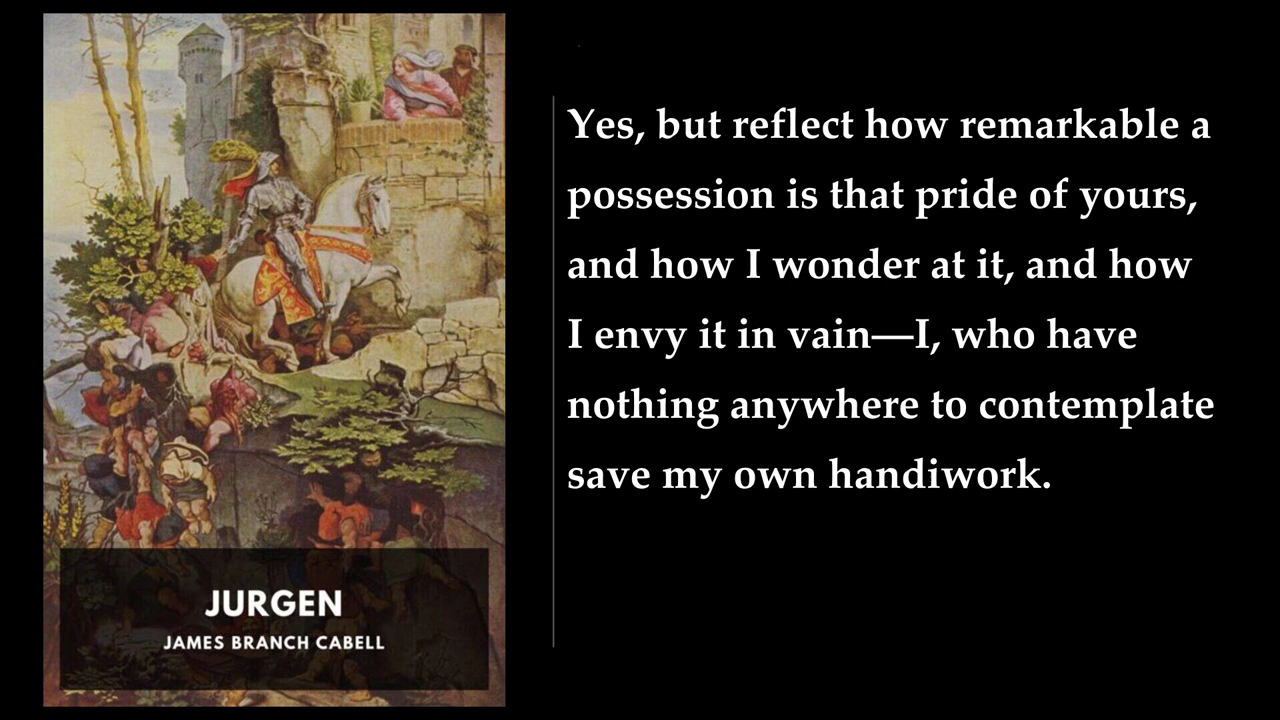 JURGEN
JAMES BRANCH CABELL
Yes, but reflect how remarkable a
possession is that pride of yours,
and how I wonder at it, and how
I envy it in vain—I, who have
nothing anywhere to contemplate
save my own handiwork.